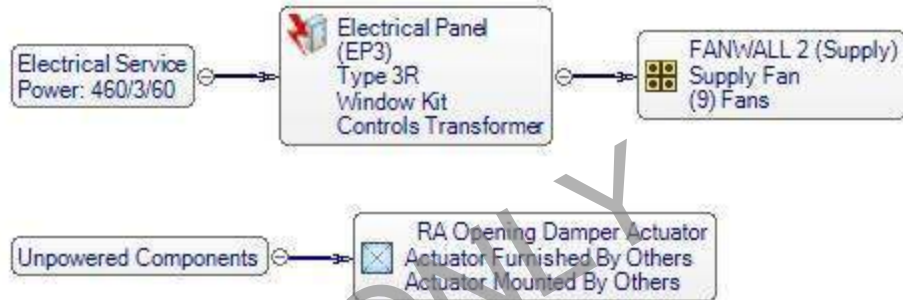 Electrical Service
Power: 460/3/60
Electrical Panel
(EP3)
Type 3R
Window Kit
Controls Transformer
FANWALL 2 (Supply)
Supply Fan
(9) Fans
Unpowered Components
RA Opening Damper Actuator
Actuator Furnished By Others
Actuator Mounted By Others
ONLY